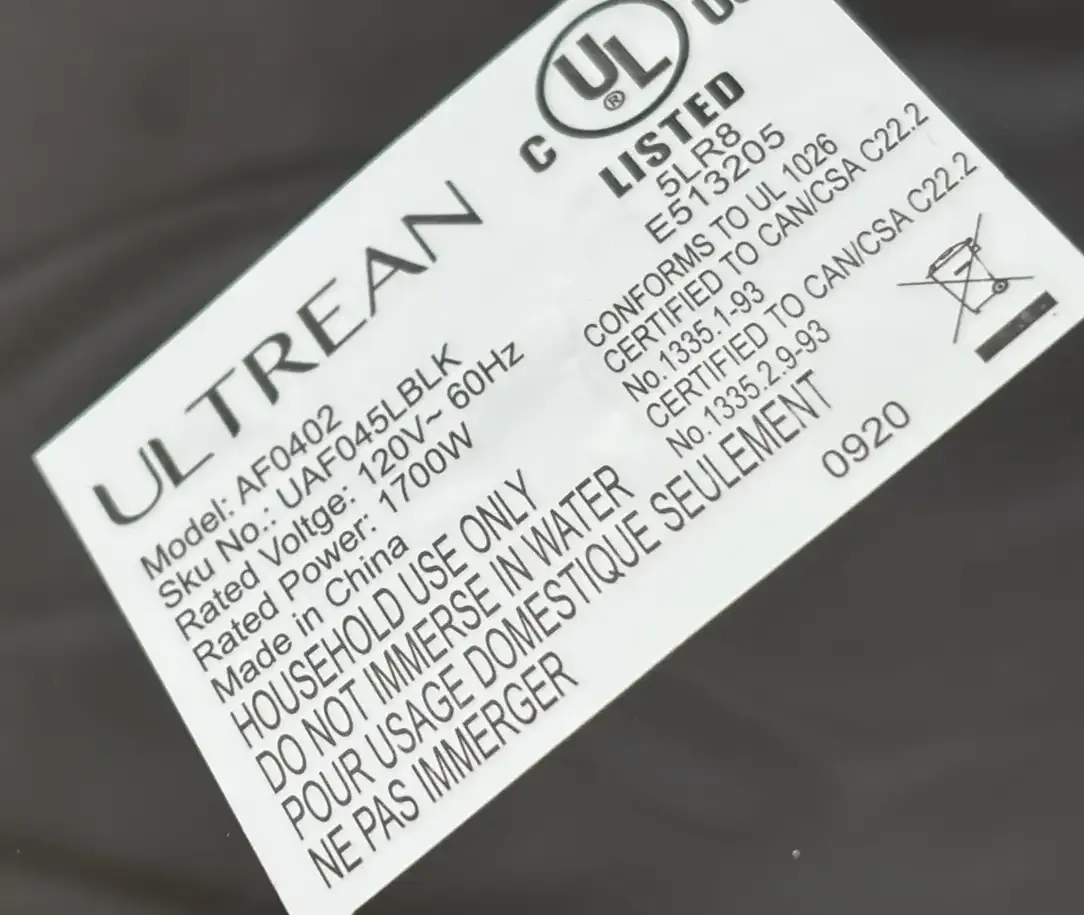 ULTREAN
Model: AF0402
Sku No.: UAF045LBLK
Rated Voltge: 120V~ 60Hz
Rated Power: 1700W
Made in China
HOUSEHOLD USE ONLY
DO NOT IMMERSE IN WATER
POUR USAGE DOMESTIQUE SEULEMENT
NE PAS IMMERGER
C UL ®
LISTED
5LR8
E513205
CONFORMS TO UL 1026
CERTIFIED TO CAN/CSA C22.2
No.1335.1-93
CERTIFIED TO CAN/CSA C22.2
No.1335.2.9-93
0920